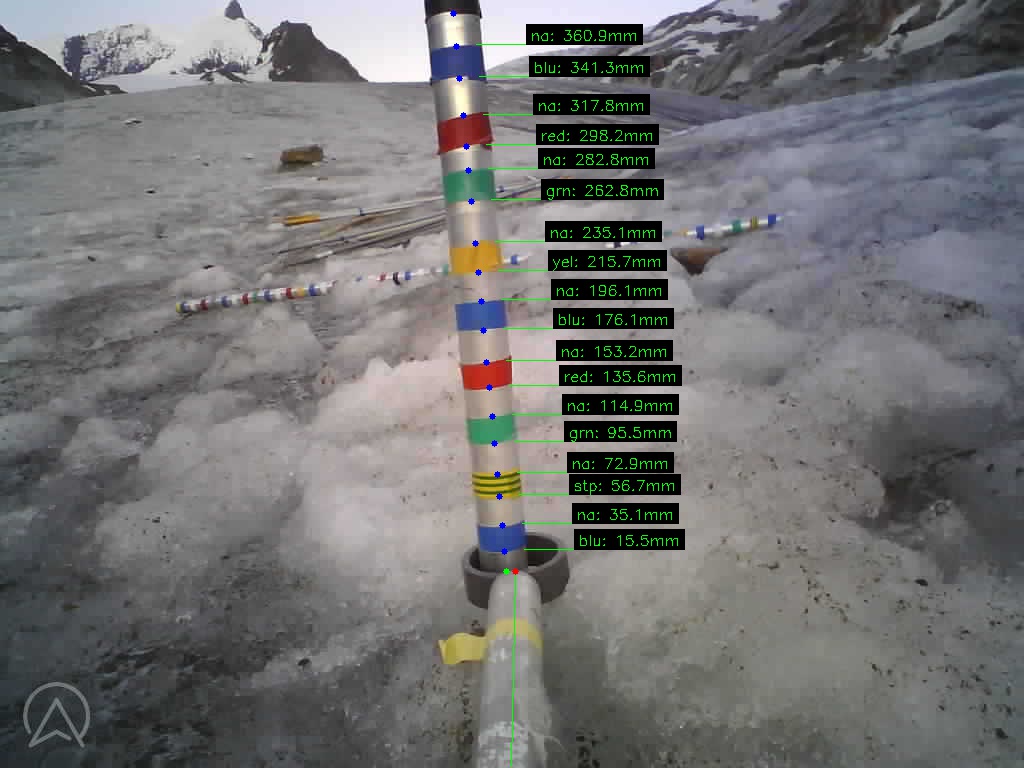 na: 360.9mm
blu: 341.3mm
na: 317.8mm
red: 298.2mm
na: 282.8mm
grn: 262.8mm
na: 235.1mm
yel: 215.7mm
na: 196.1mm
blu: 176.1mm
na: 153.2mm
red: 135.6mm
na: 114.9mm
grn: 95.5mm
na: 72.9mm
stp: 56.7mm
na: 35.1mm
blu: 15.5mm